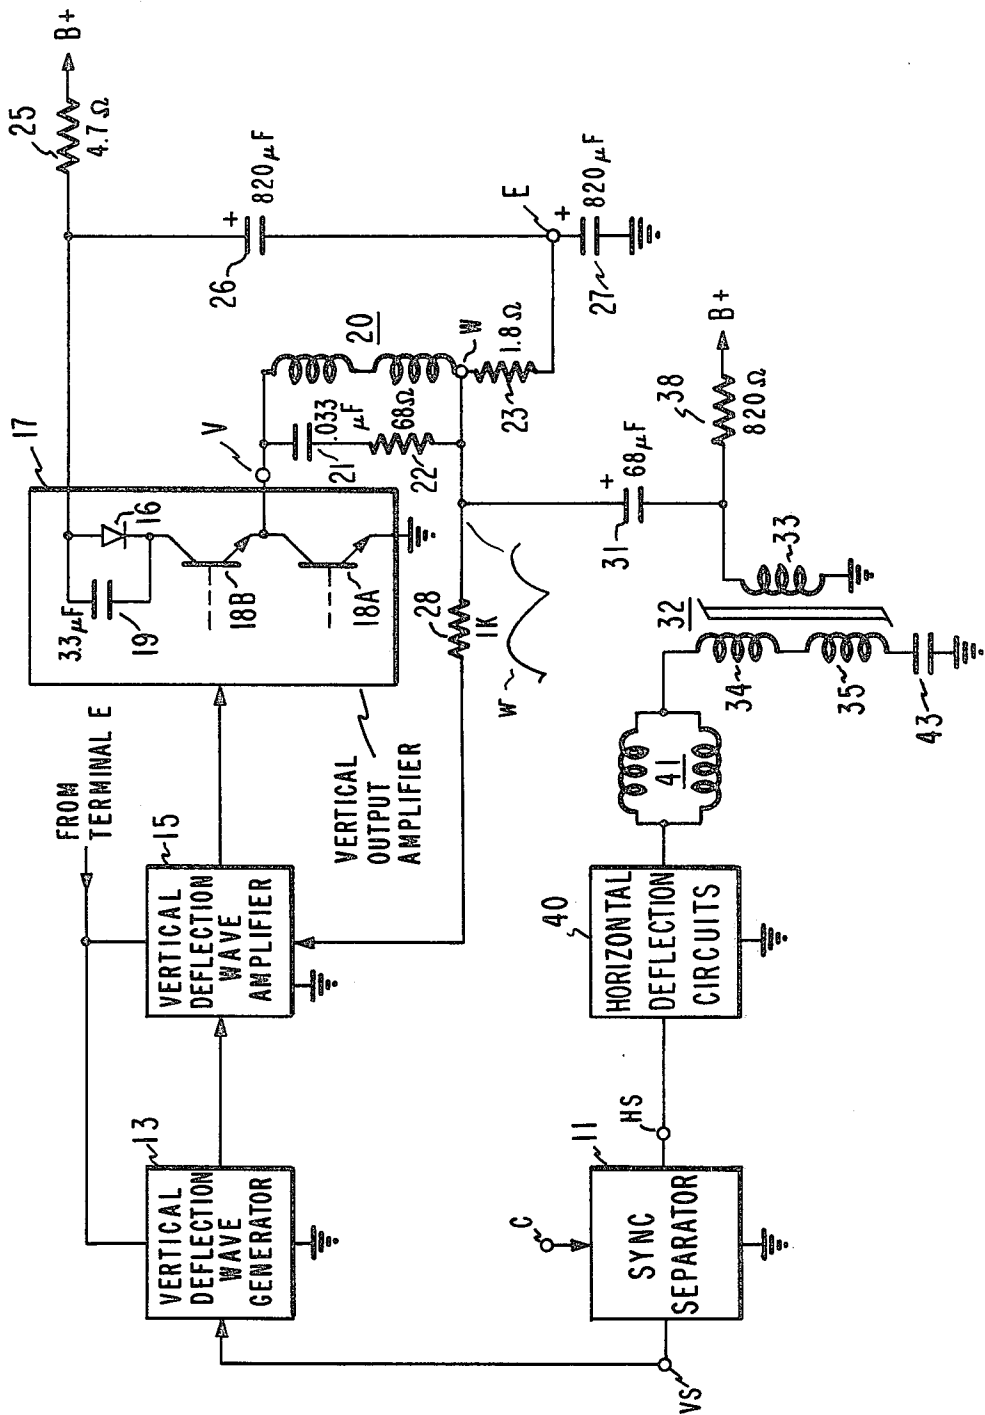 FROM
TERMINAL E
13
VERTICAL
DEFLECTION
WAVE
GENERATOR
15
VERTICAL
DEFLECTION
WAVE
AMPLIFIER
VERTICAL
OUTPUT
AMPLIFIER
17
3.3μF
19
16
18B
18A
V
25
4.7Ω
B+
26
+
820μF
E
+
820μF
27
20
.033
μF
21
68Ω
22
W
1.8Ω
23
28
1K
w
+
68μF
31
38
820Ω
B+
32
33
34
35
43
41
40
HORIZONTAL
DEFLECTION
CIRCUITS
HS
11
C
SYNC
SEPARATOR
VS